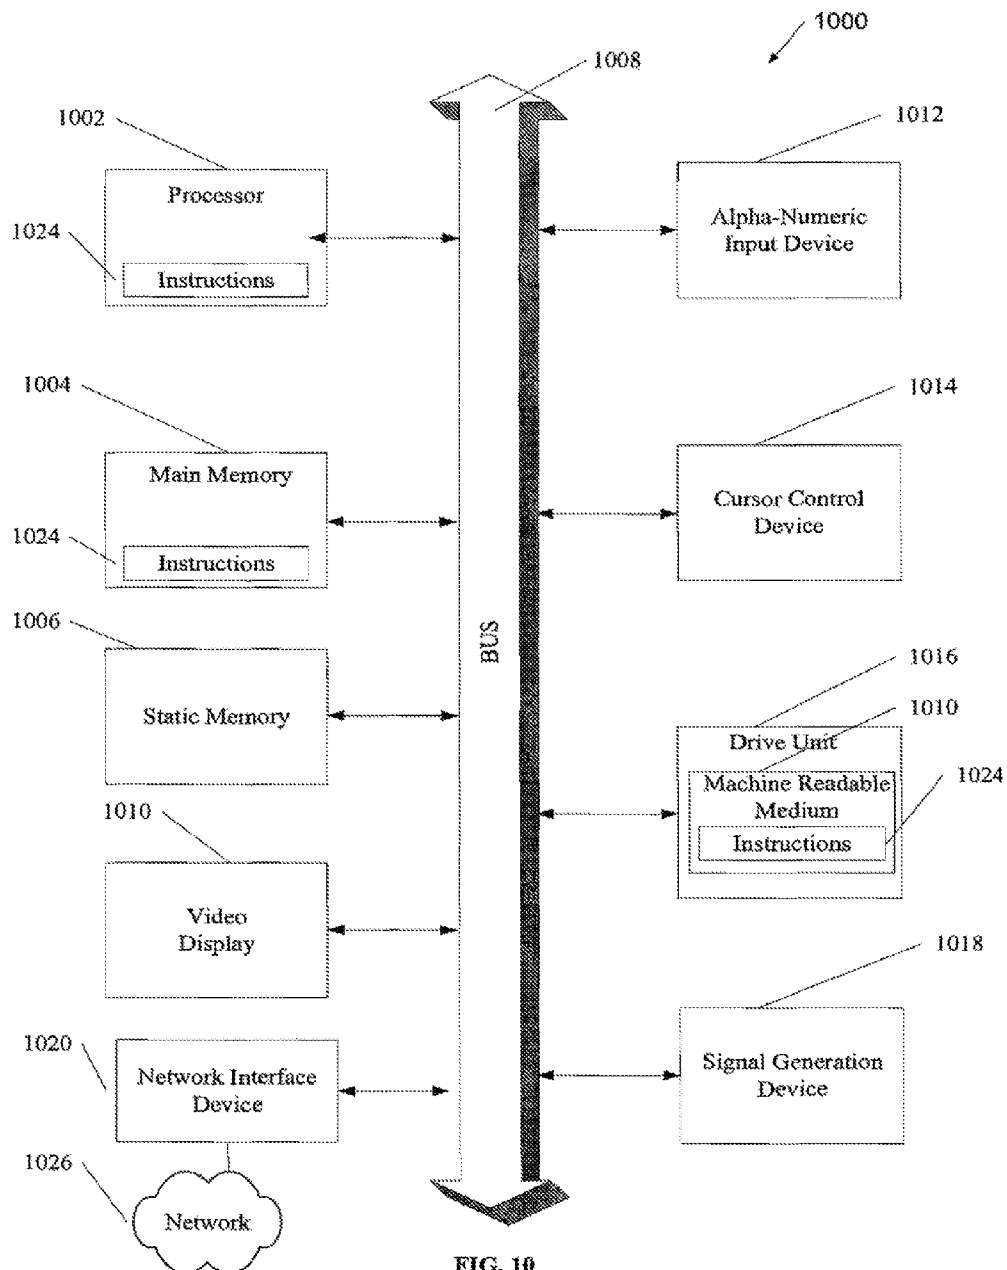 1000
1008
1002
Processor
1024
Instructions
1012
Alpha-Numeric
Input Device
1004
Main Memory
1024
Instructions
1014
Cursor Control
Device
1006
Static Memory
BUS
1016
Drive Unit
1010
Machine Readable
Medium
1024
Instructions
1010
Video
Display
1018
Signal Generation
Device
1020
Network Interface
Device
1026
Network
FIG. 10